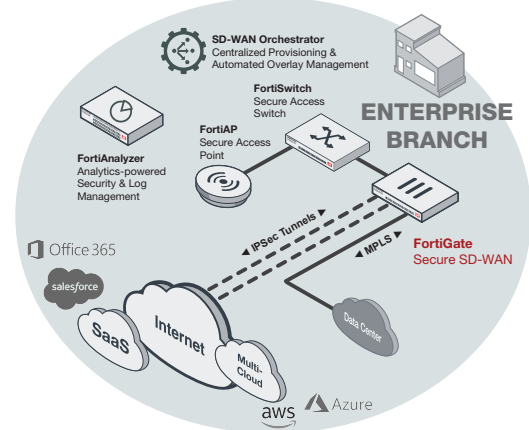 SD-WAN Orchestrator
Centralized Provisioning &
Automated Overlay Management
FortiSwitch
Secure Access
Switch
ENTERPRISE
BRANCH
FortiAP
Secure Access
Point
FortiAnalyzer
Analytics-powered
Security & Log
Management
◄ IPSec Tunnels ►
◄ MPLS ►
FortiGate
Secure SD-WAN
Office 365
salesforce
SaaS
Internet
Multi-
Cloud
Data Center
aws
Azure